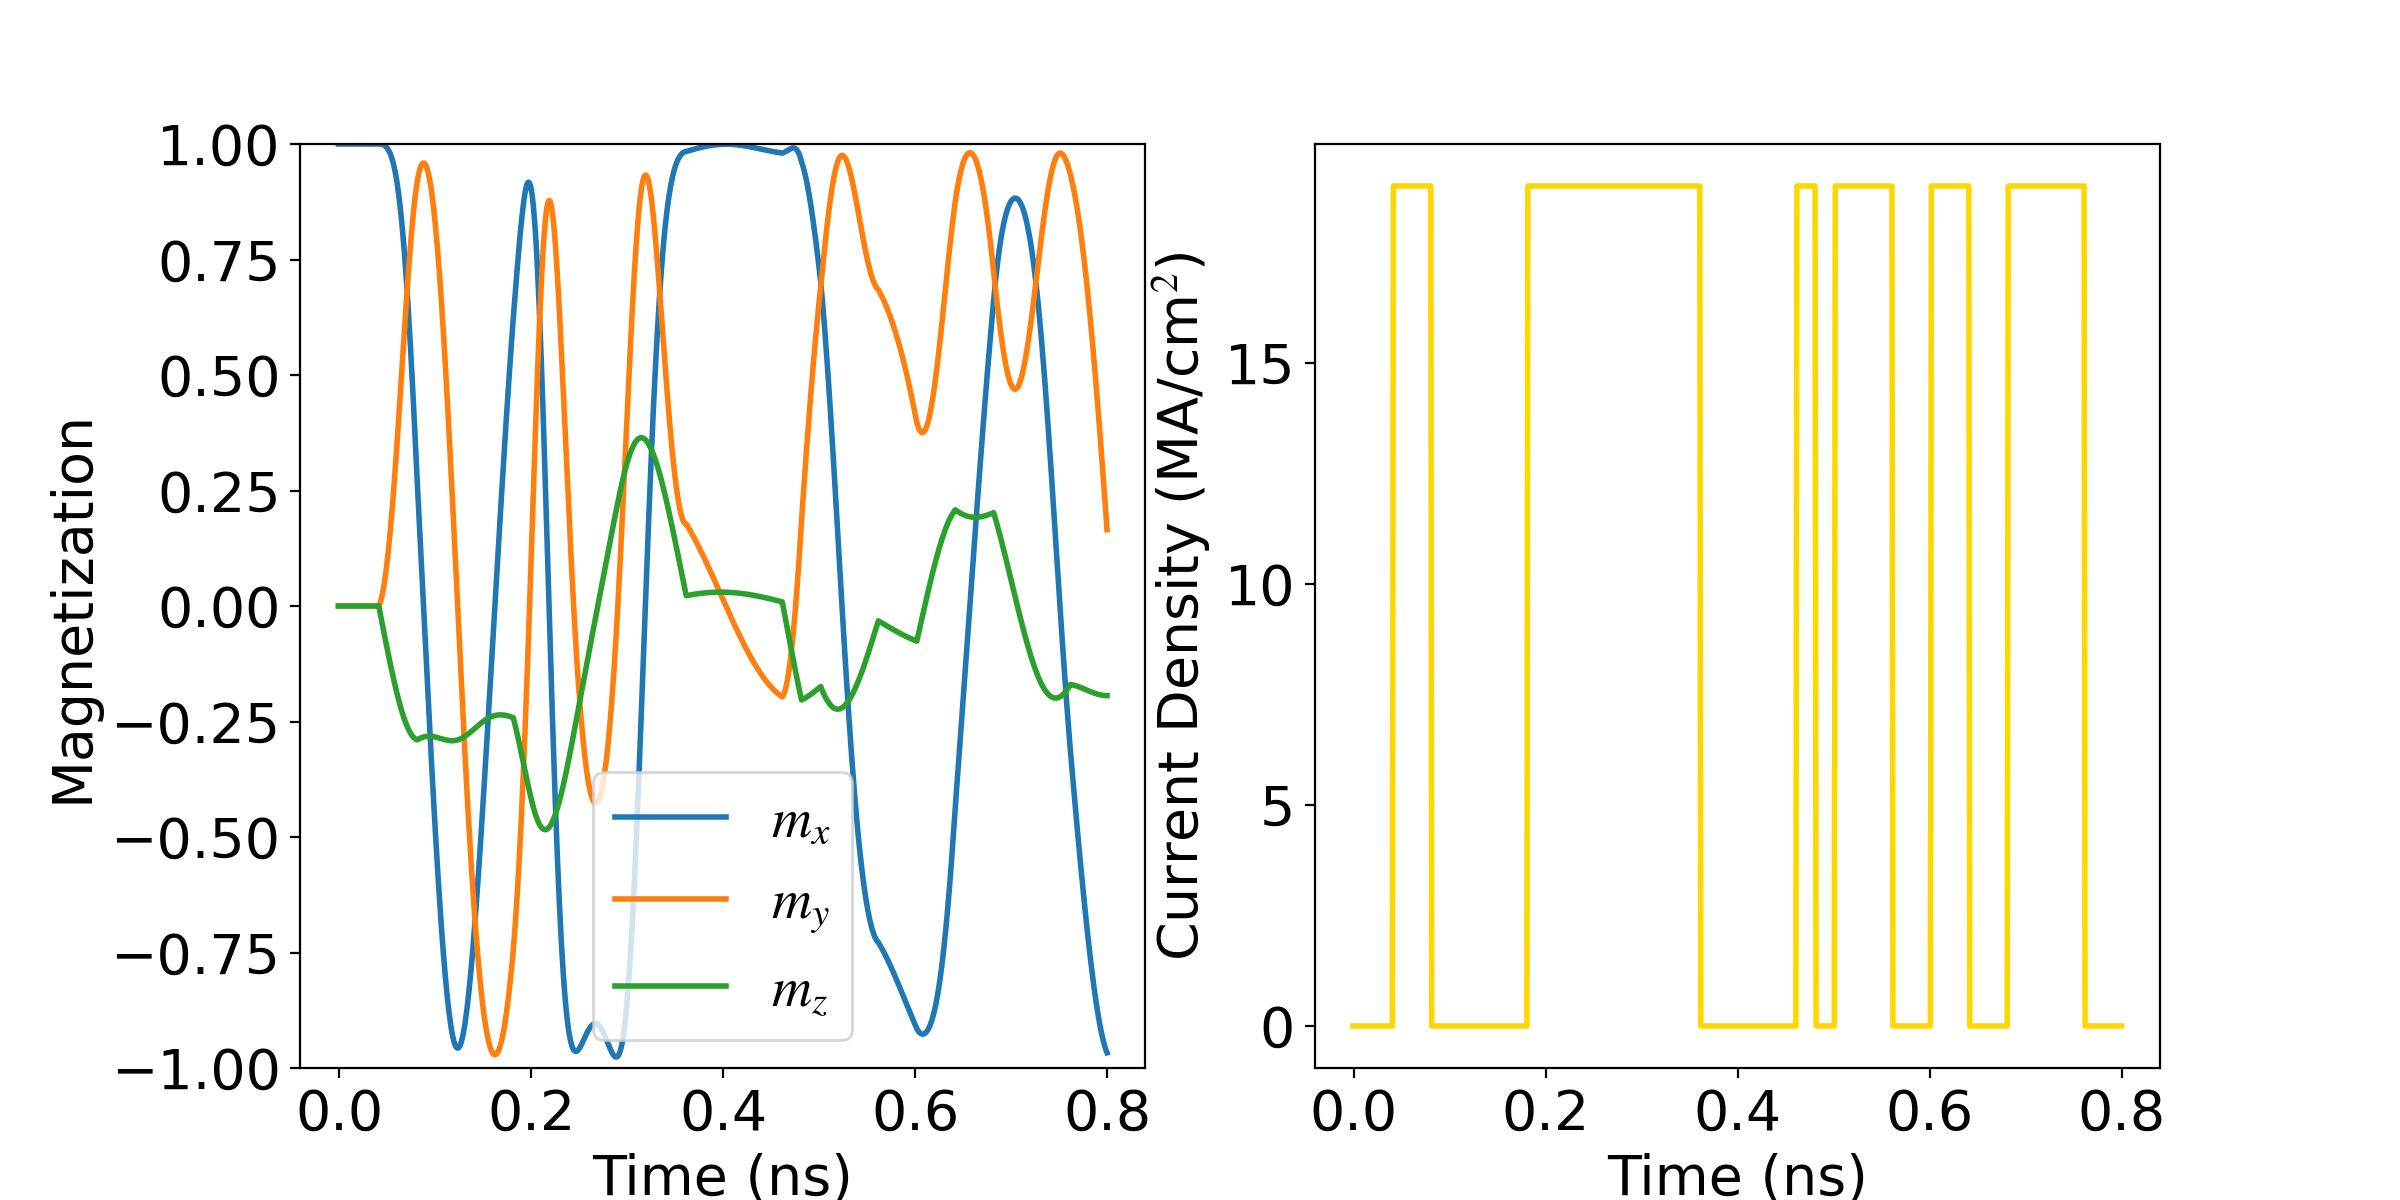 1.00
0.75
0.50
0.25
0.00
−0.25
−0.50
−0.75
−1.00
Magnetization
0.0 0.2 0.4 0.6 0.8
Time (ns)
m_x
m_y
m_z
Current Density (MA/cm²)
15
10
5
0
0.0 0.2 0.4 0.6 0.8
Time (ns)